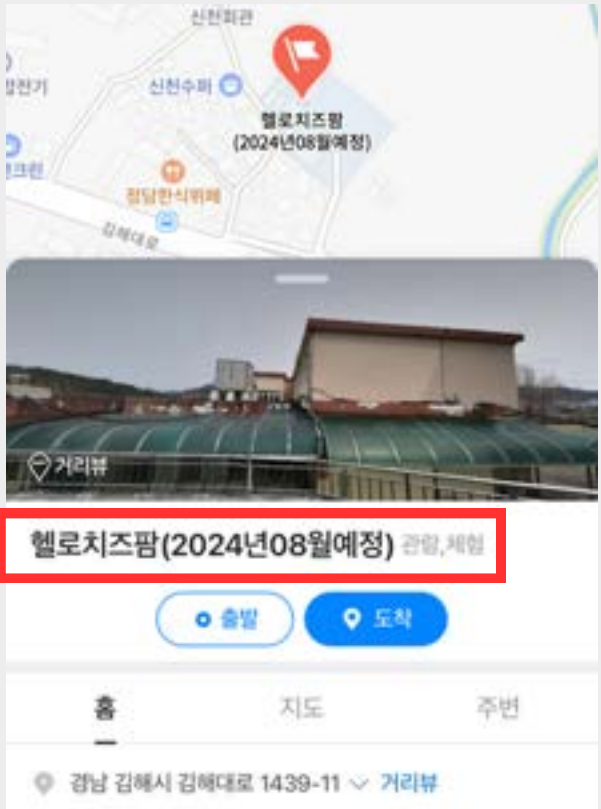 신천회관
신천수퍼
헬로치즈팜
(2024년08월예정)
정담한식뷔페
김해대로
거리뷰
헬로치즈팜(2024년08월예정) 관람,체험
출발
도착
홈
지도
주변
경남 김해시 김해대로 1439-11 거리뷰